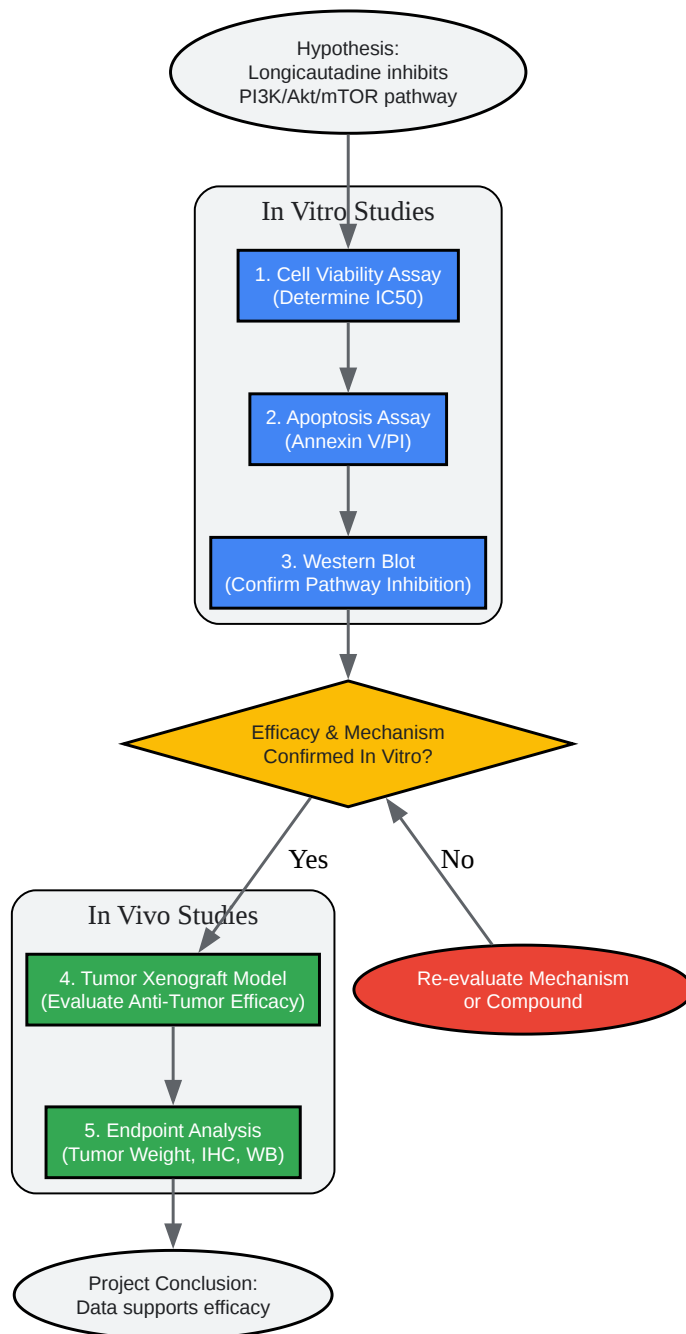 Hypothesis:
Longicautadine inhibits
PI3K/Akt/mTOR pathway
In Vitro Studies
1. Cell Viability Assay
(Determine IC50)
2. Apoptosis Assay
(Annexin V/PI)
3. Western Blot
(Confirm Pathway Inhibition)
Efficacy & Mechanism
Confirmed In Vitro?
Yes
No
In Vivo Studies
4. Tumor Xenograft Model
(Evaluate Anti-Tumor Efficacy)
Re-evaluate Mechanism
or Compound
5. Endpoint Analysis
(Tumor Weight, IHC, WB)
Project Conclusion:
Data supports efficacy